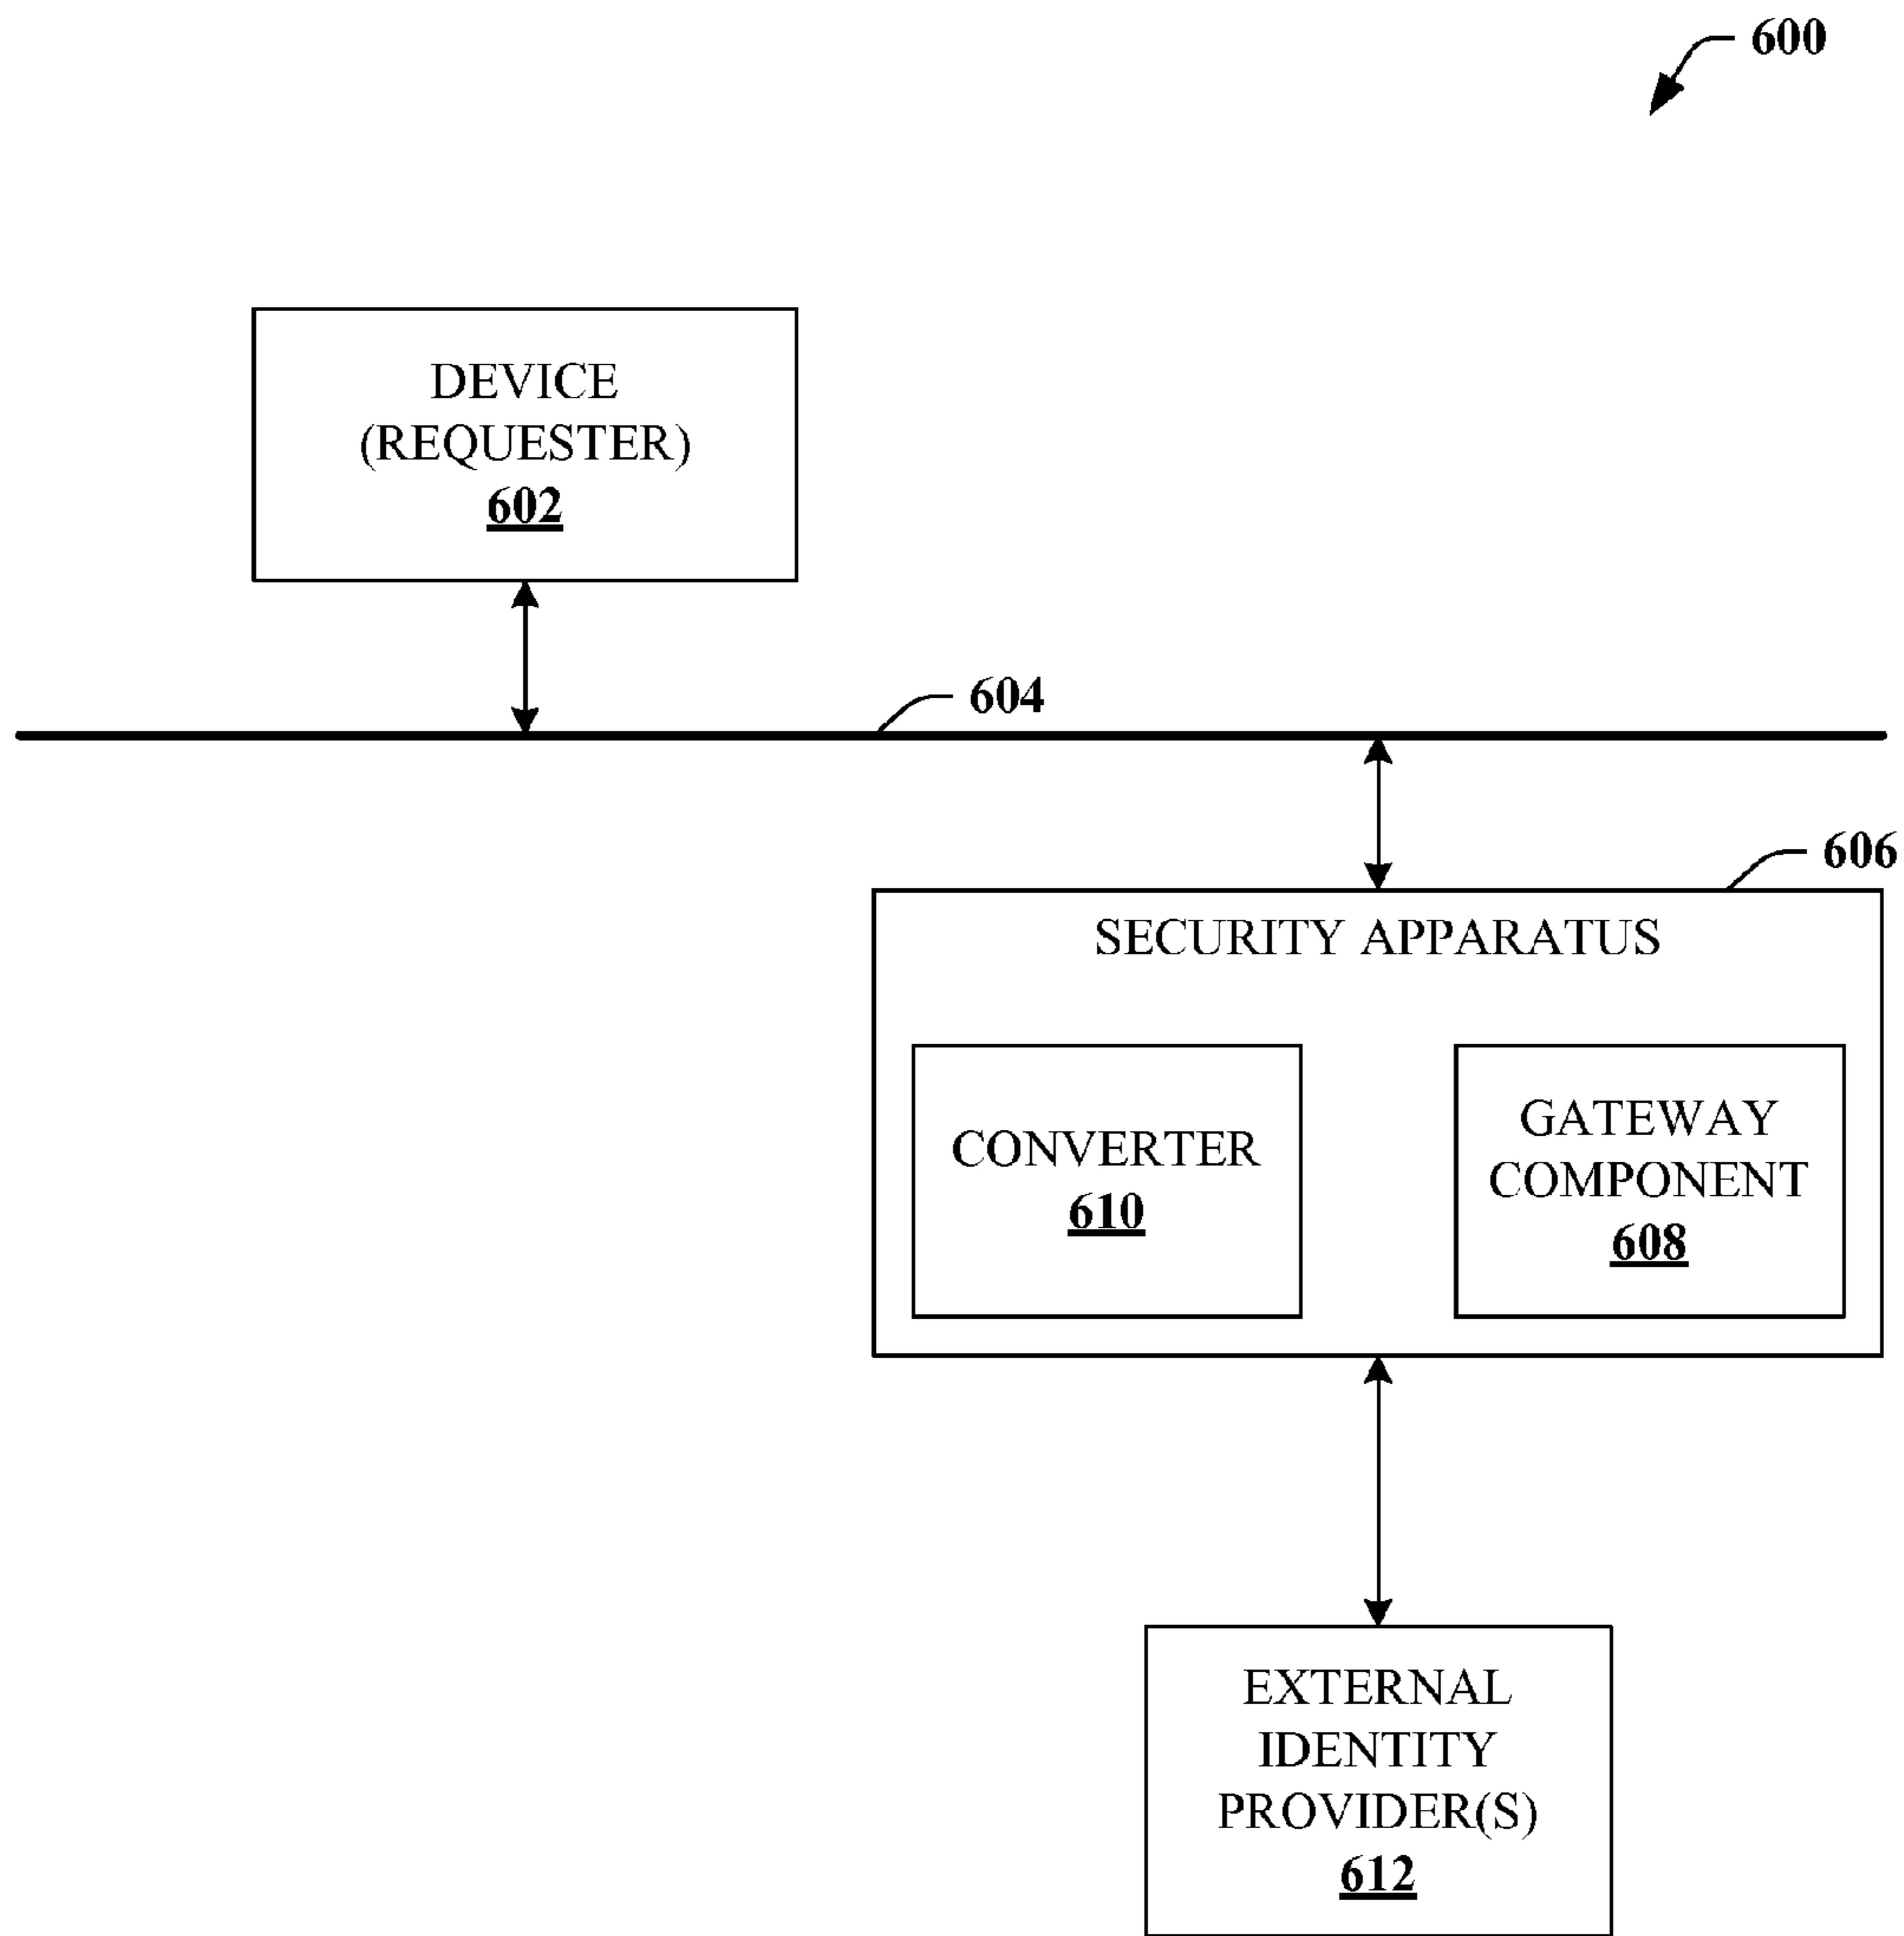 600
DEVICE
(REQUESTER)
602
604
606
SECURITY APPARATUS
CONVERTER
610
GATEWAY
COMPONENT
608
EXTERNAL
IDENTITY
PROVIDER(S)
612